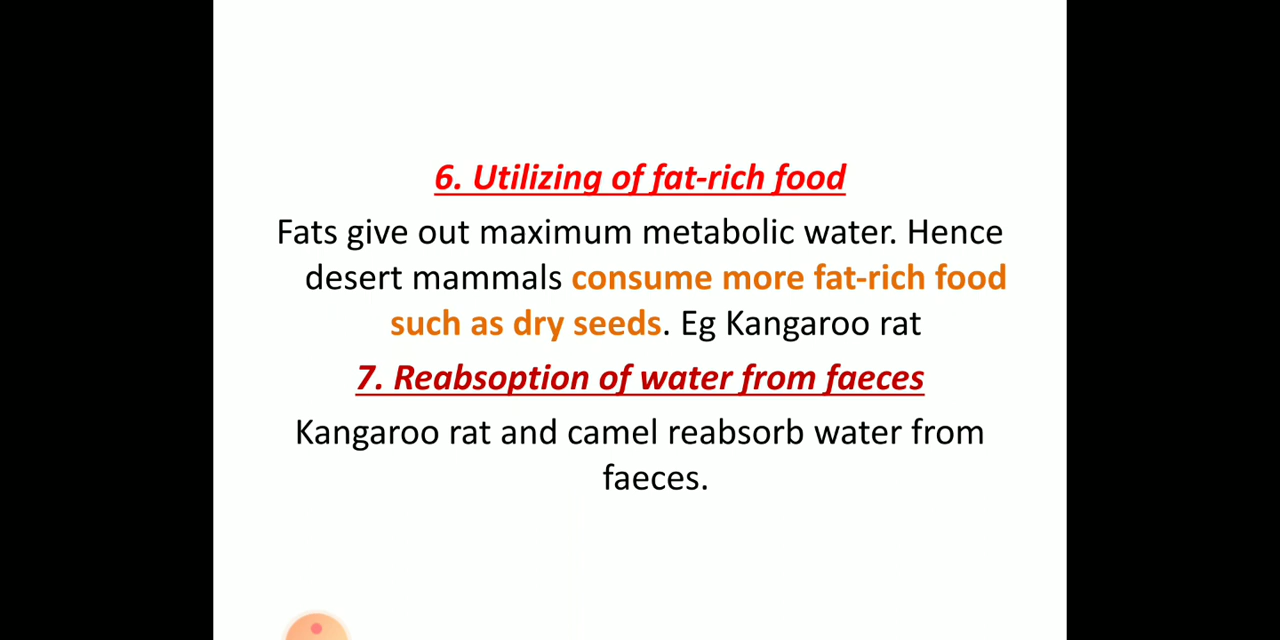 6. Utilizing of fat-rich food
Fats give out maximum metabolic water. Hence
desert mammals consume more fat-rich food
such as dry seeds. Eg Kangaroo rat
7. Reabsoption of water from faeces
Kangaroo rat and camel reabsorb water from
faeces.